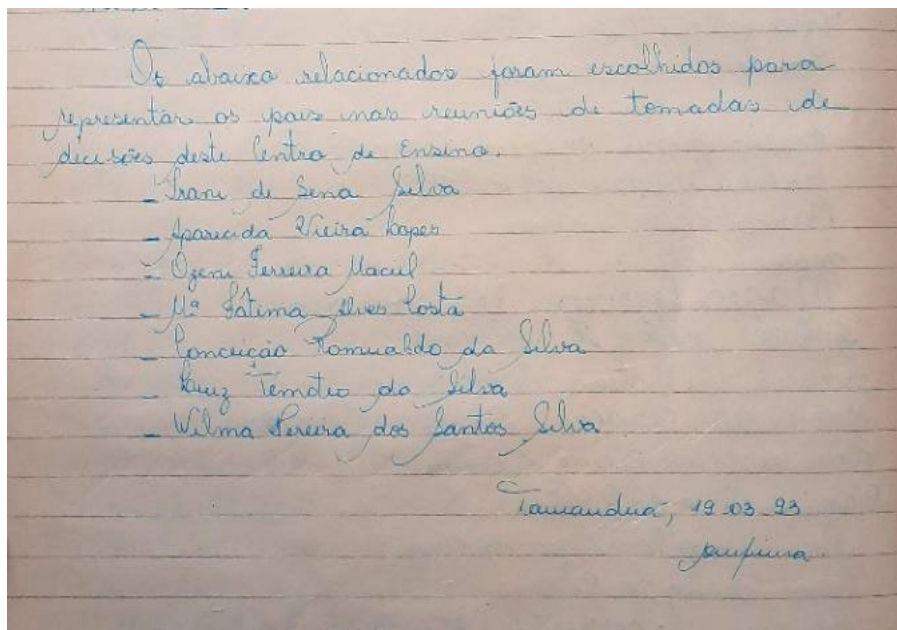 Os abaixo relacionados foram escolhidos para
representar os pais nas reuniões de tomadas de
decisões deste Centro de Ensino.
- Irani de Sena Silva
- Aparecida Vieira Lopes
- Ozeni Ferreira Maciel
- Mª Fátima Alves Costa
- Conceição Romualdo da Silva
- Timótio da Silva
- Wilma Pereira dos Santos Silva
Tamanduá, 19-03-93